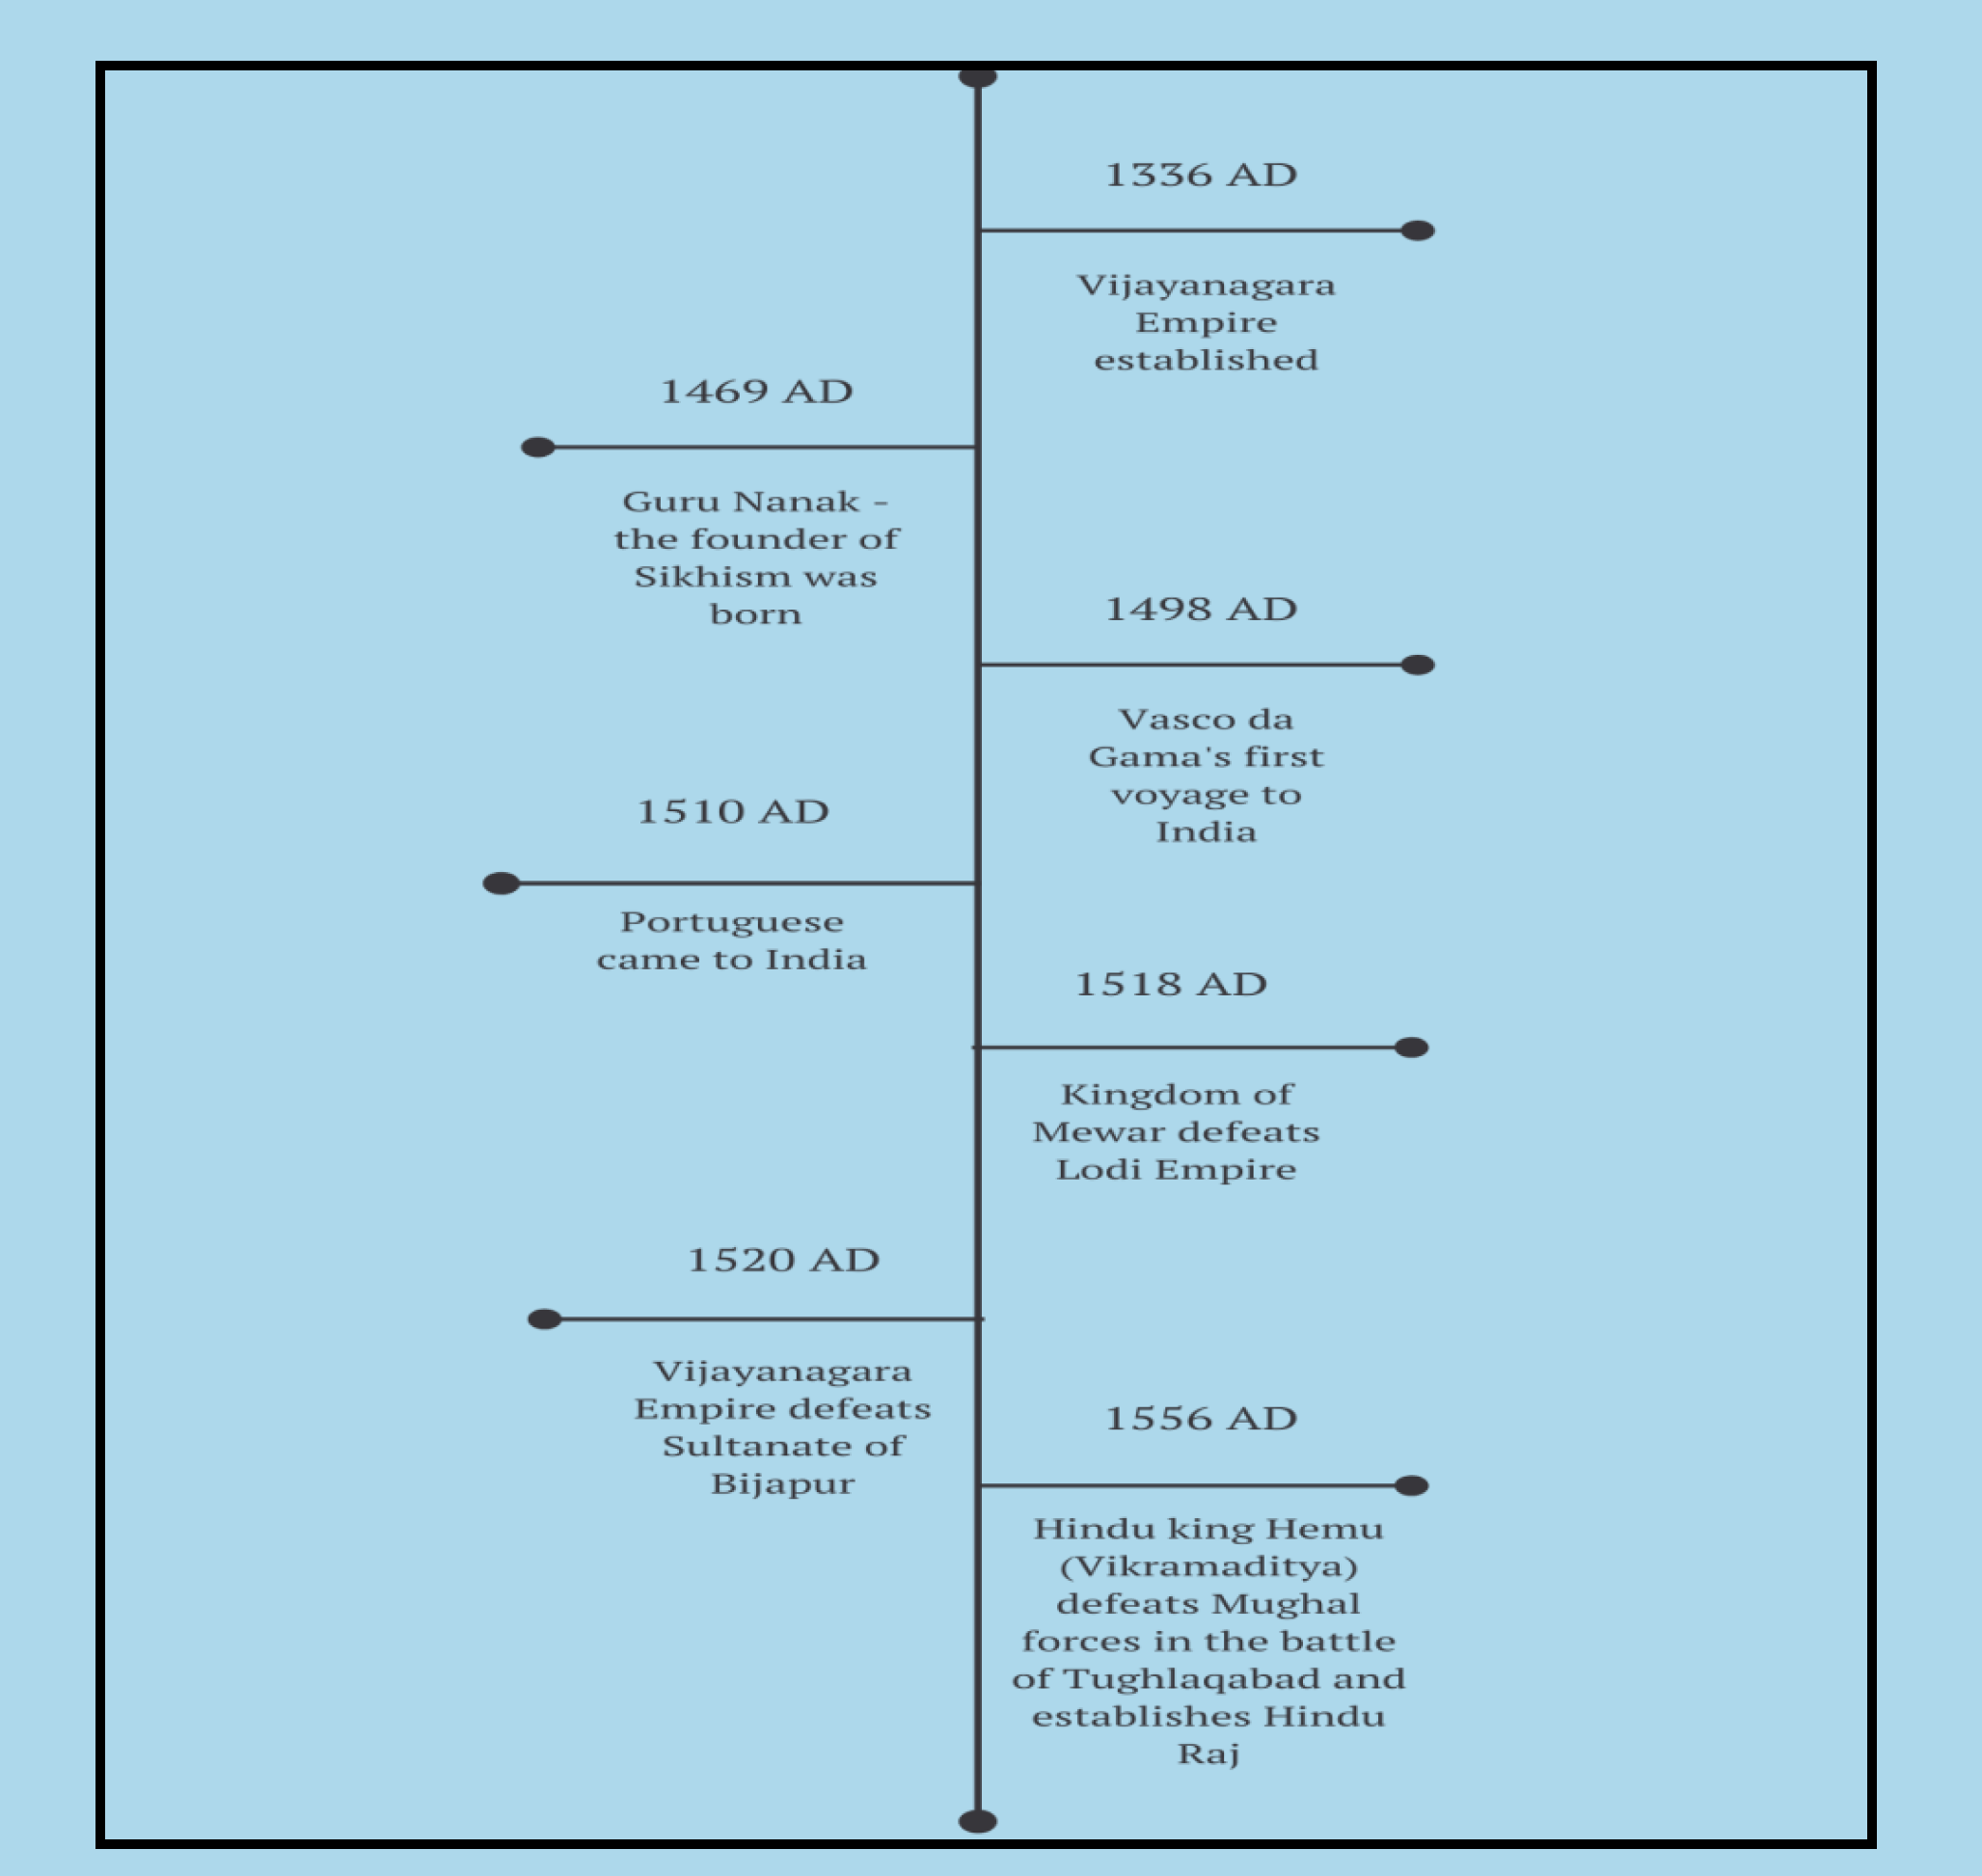 1336 AD
Vijayanagara
Empire
established
1469 AD
Guru Nanak -
the founder of
Sikhism was
born
1498 AD
Vasco da
Gama's first
voyage to
India
1510 AD
Portuguese
came to India
1518 AD
Kingdom of
Mewar defeats
Lodi Empire
1520 AD
Vijayanagara
Empire defeats
Sultanate of
Bijapur
1556 AD
Hindu king Hemu
(Vikramaditya)
defeats Mughal
forces in the battle
of Tughlaqabad and
establishes Hindu
Raj